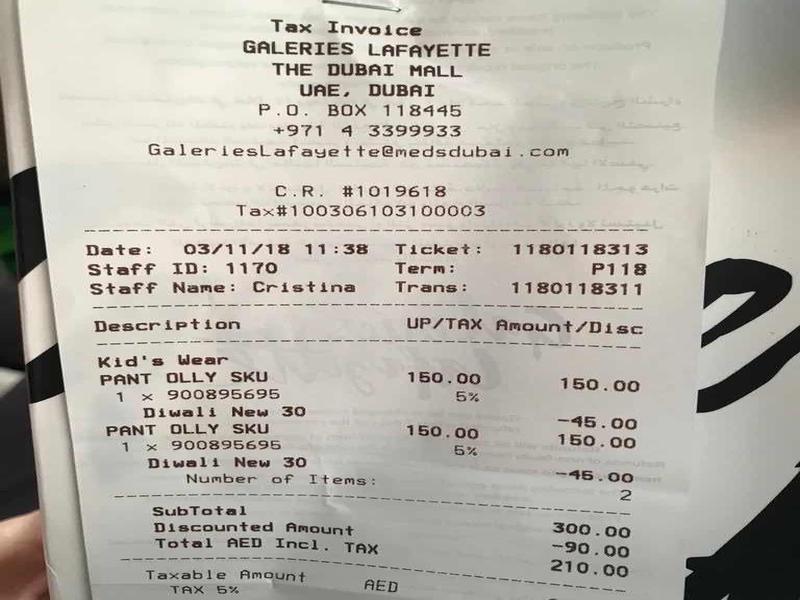 Tax Invoice
GALERIES LAFAYETTE
THE DUBAI MALL
UAE, DUBAI
P.O. BOX 118445
+971 4 3399933
GaleriesLafayette@medsdubai.com
C.R. #1019618
Tax#100306103100003
Date: 03/11/18 11:38 Ticket: 1180118313
Staff ID: 1170 Term: P118
Staff Name: Cristina Trans: 1180118311
Description UP/TAX Amount/Disc
Kid's Wear
PANT OLLY SKU 150.00 150.00
1 x 900895695 5%
Diwali New 30 -45.00
PANT OLLY SKU 150.00 150.00
1 x 900895695 5%
Diwali New 30 -45.00
Number of Items: 2
SubTotal 300.00
Discounted Amount -90.00
Total AED Incl. TAX 210.00
Taxable Amount AED
TAX 5%